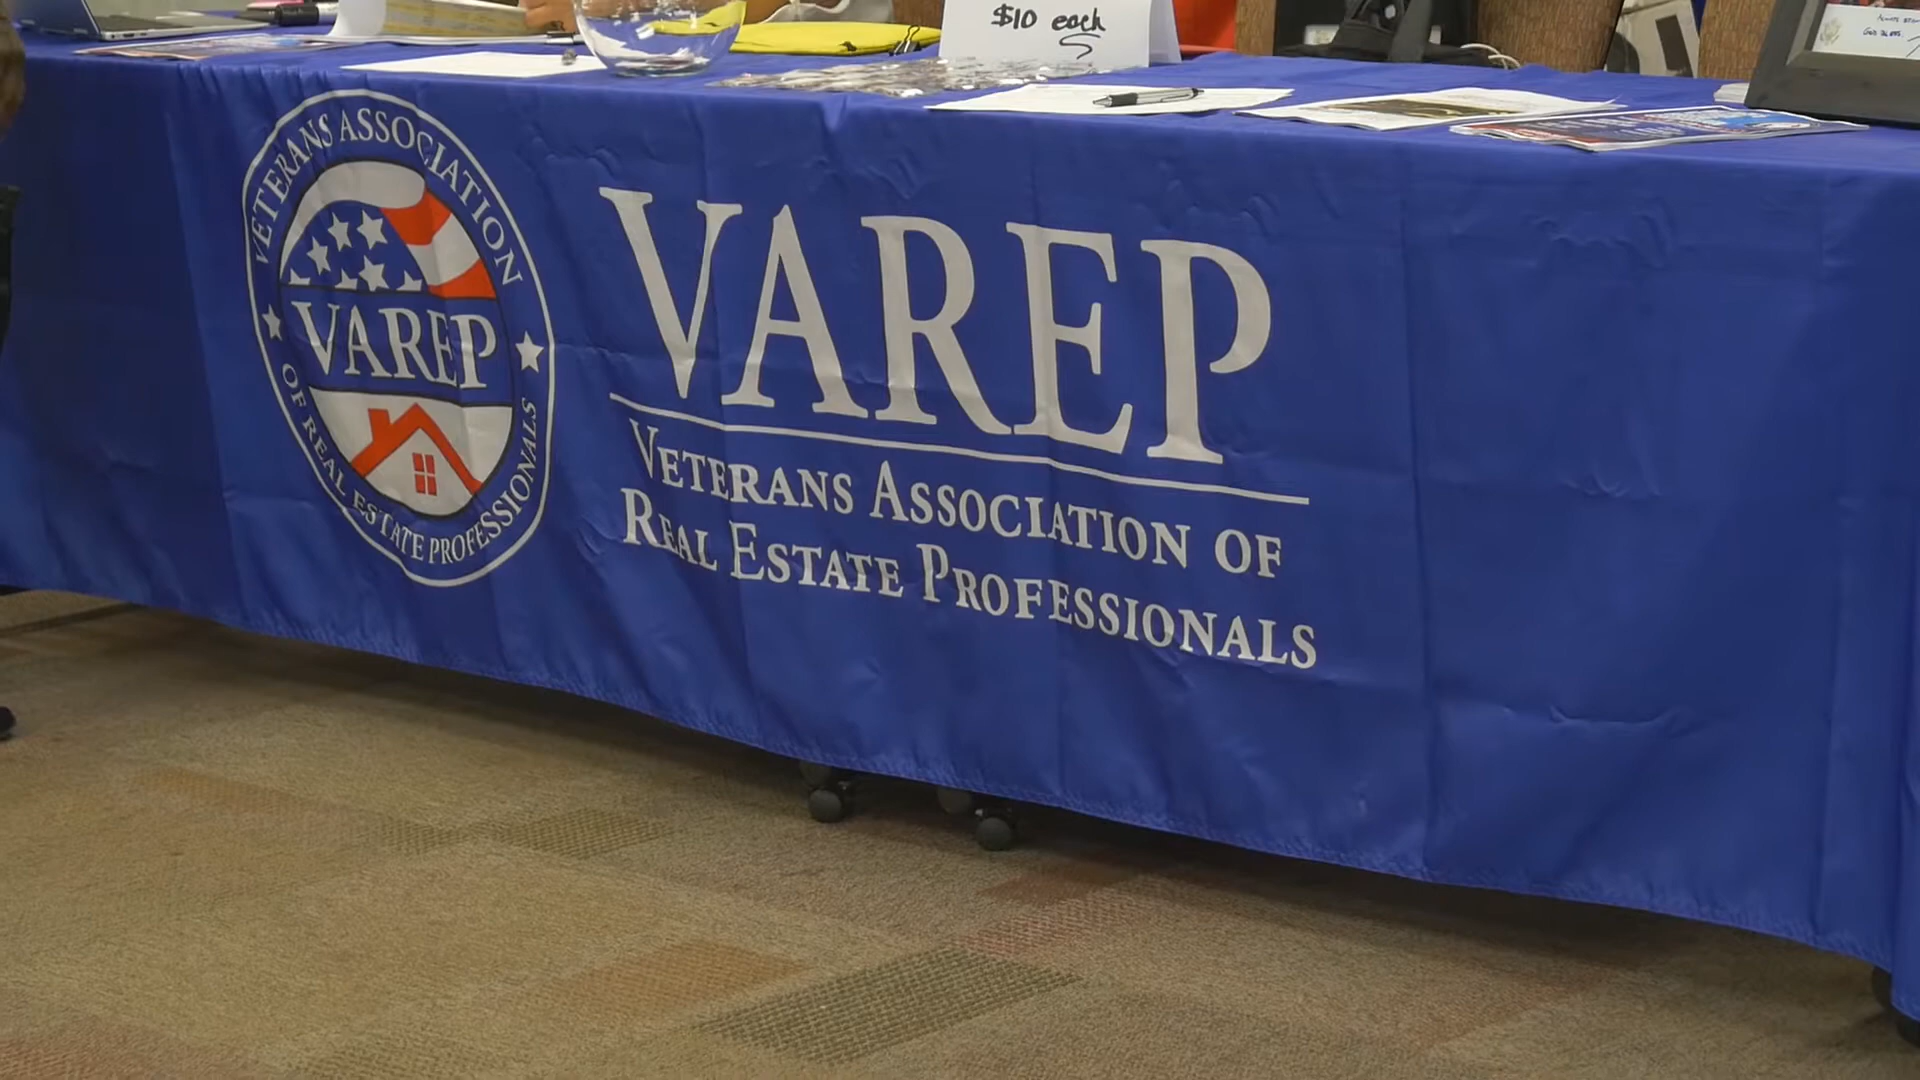 $10 each
VETERANS ASSOCIATION
VAREP
OF REAL ESTATE PROFESSIONALS
VAREP
VETERANS ASSOCIATION OF
REAL ESTATE PROFESSIONALS